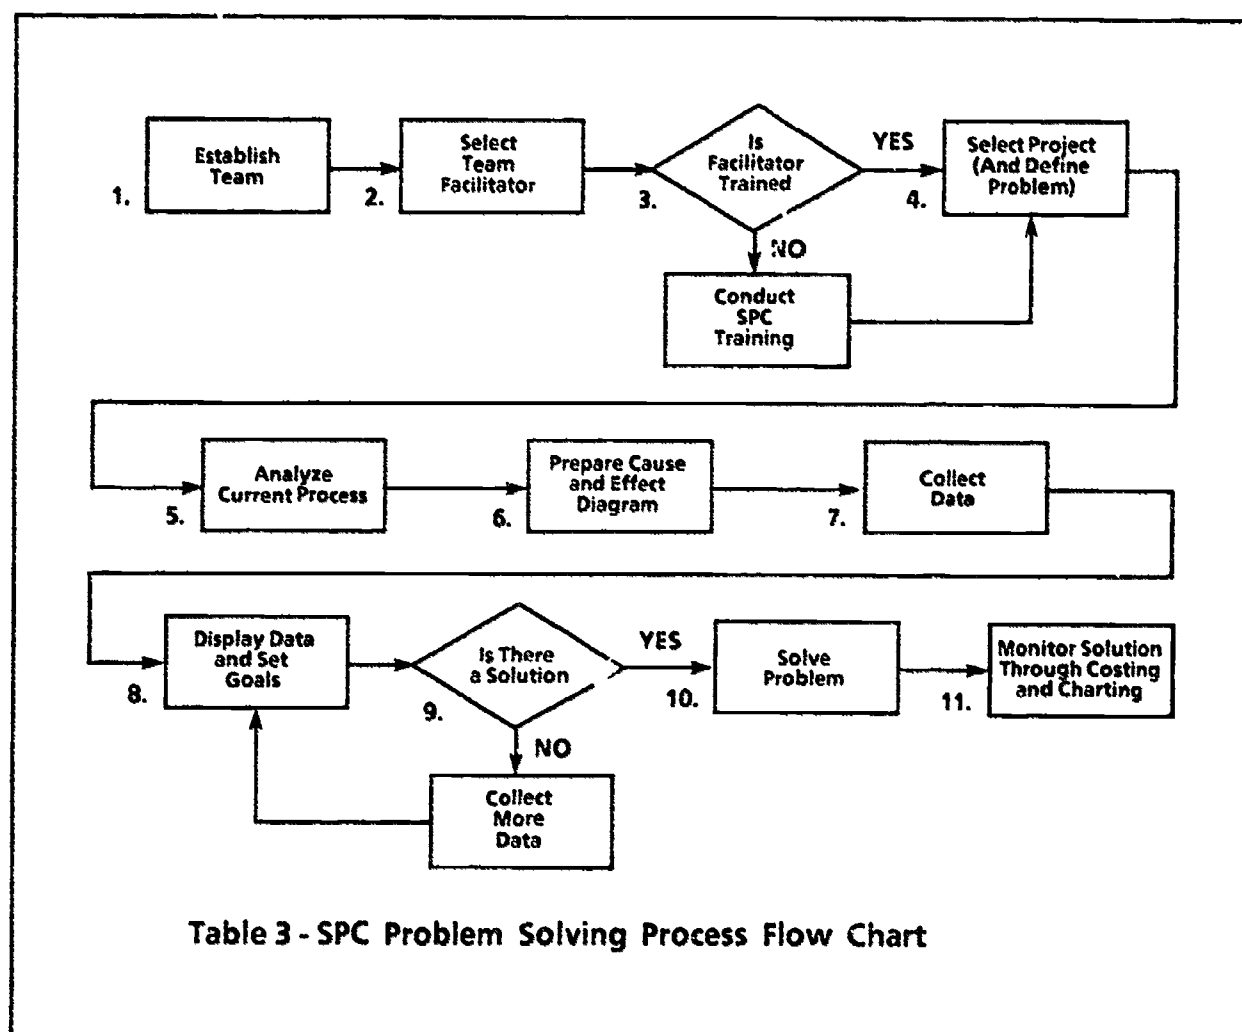 Establish
Team
1.
Select
Team
Facilitator
2.
Is
Facilitator
Trained
3.
YES
NO
Select Project
(And Define
Problem)
4.
Conduct
SPC
Training
Analyze
Current Process
5.
Prepare Cause
and Effect
Diagram
6.
Collect
Data
7.
Display Data
and Set
Goals
8.
Is There
a Solution
9.
YES
NO
Solve
Problem
10.
Monitor Solution
Through Costing
and Charting
11.
Collect
More
Data
Table 3 - SPC Problem Solving Process Flow Chart